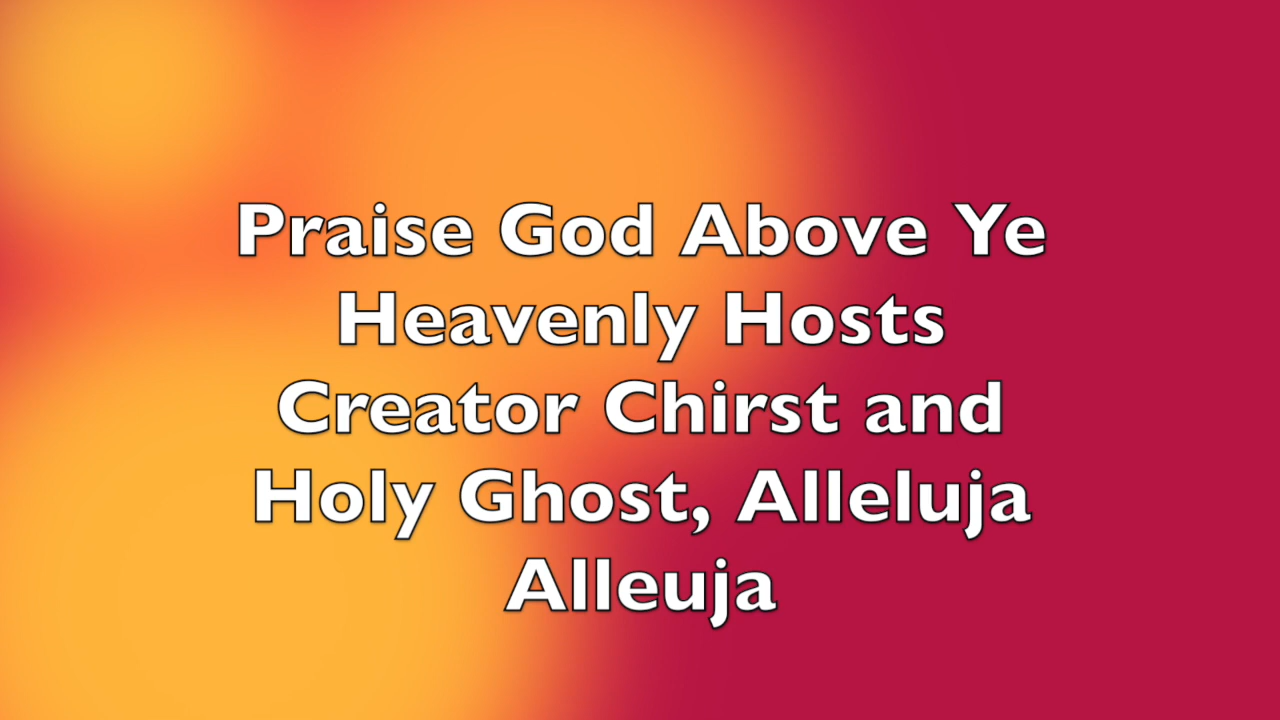 Praise God Above Ye
Heavenly Hosts
Creator Chirst and
Holy Ghost, Alleluja
Alleuja